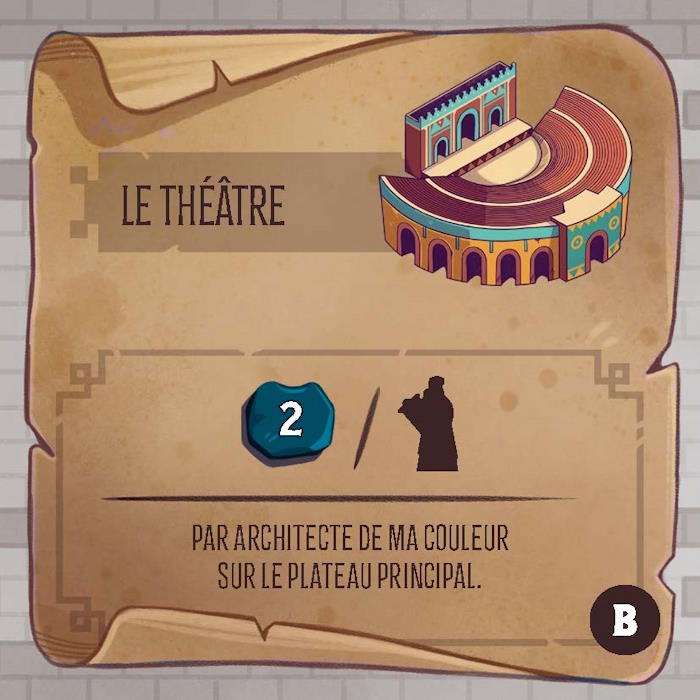 LE THÉÂTRE
2 /
PAR ARCHITECTE DE MA COULEUR
SUR LE PLATEAU PRINCIPAL.
B